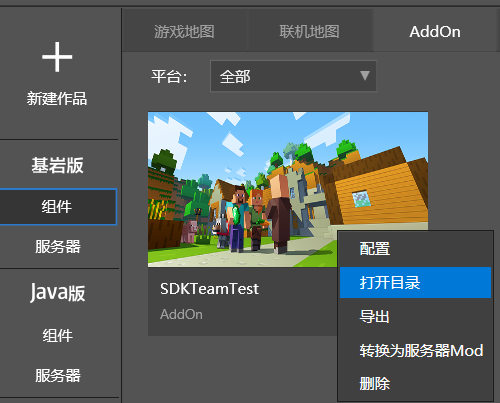 游戏地图 联机地图 AddOn
平台： 全部
新建作品
基岩版
组件
服务器
Java版
组件
服务器
SDKTeamTest
AddOn
配置
打开目录
导出
转换为服务器Mod
删除